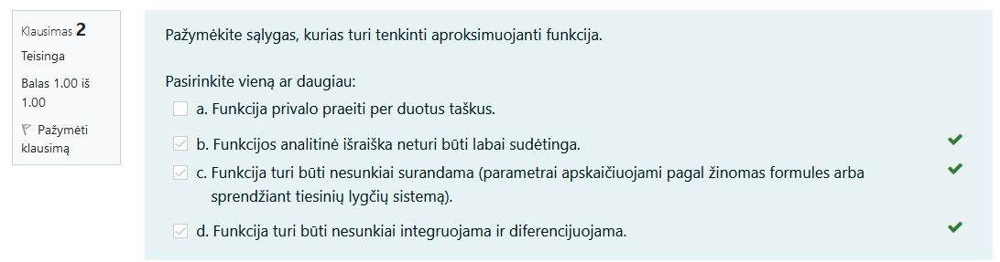 Klausimas 2
Teisinga
Balas 1.00 iš
1.00
Pažymėti
klausimą
Pažymėkite sąlygas, kurias turi tenkinti aproksimuojanti funkcija.
Pasirinkite vieną ar daugiau:
a. Funkcija privalo praeiti per duotus taškus.
b. Funkcijos analitinė išraiška neturi būti labai sudėtinga.
c. Funkcija turi būti nesunkiai surandama (parametrai apskaičiuojami pagal žinomas formules arba
sprendžiant tiesinių lygčių sistemą).
d. Funkcija turi būti nesunkiai integruojama ir diferencijuojama.